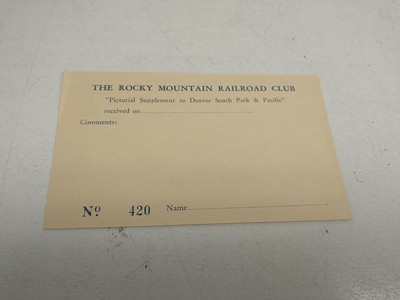 THE ROCKY MOUNTAIN RAILROAD CLUB
"Pictorial Supplement to Denver South Park & Pacific"
received on
Comments:
Nº 420 Name